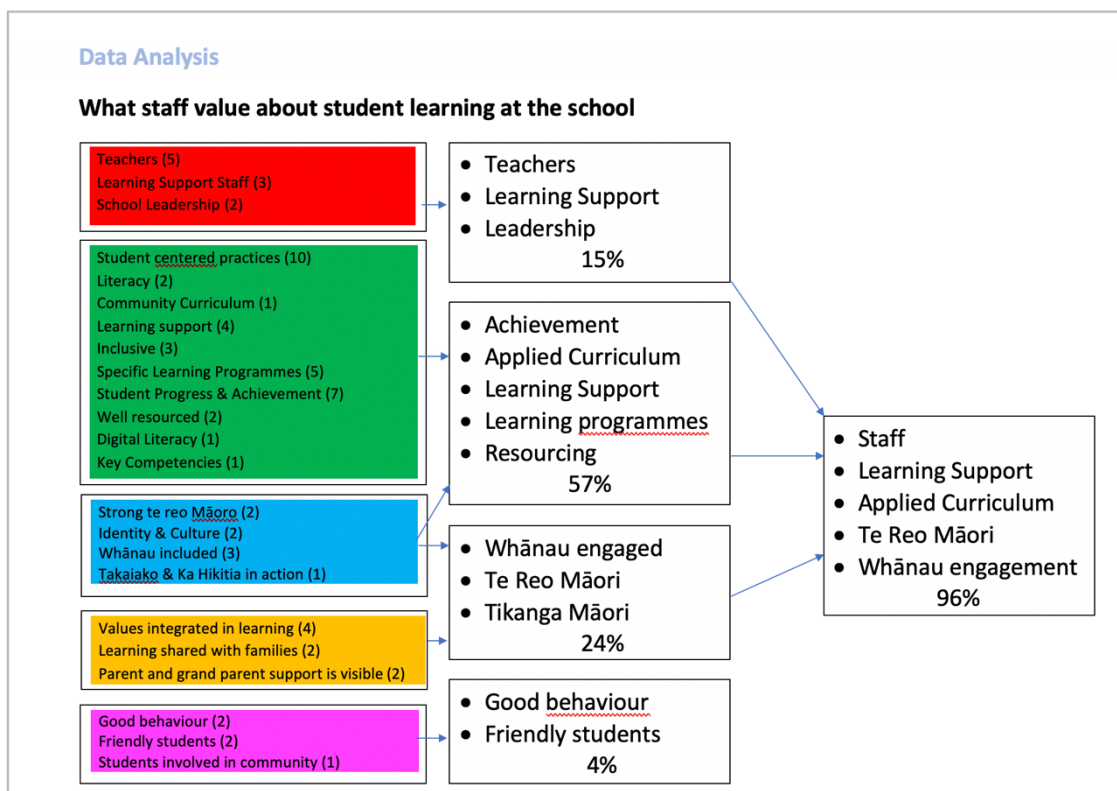 Data Analysis
What staff value about student learning at the school
Teachers (5)
Learning Support Staff (3)
School Leadership (2)
Student centered practices (10)
Literacy (2)
Community Curriculum (1)
Learning support (4)
Inclusive (3)
Specific Learning Programmes (5)
Student Progress & Achievement (7)
Well resourced (2)
Digital Literacy (1)
Key Competencies (1)
Strong te reo Māoro (2)
Identity & Culture (2)
Whānau included (3)
Takaiako & Ka Hikitia in action (1)
Values integrated in learning (4)
Learning shared with families (2)
Parent and grand parent support is visible (2)
Good behaviour (2)
Friendly students (2)
Students involved in community (1)
• Teachers
• Learning Support
• Leadership
15%
• Achievement
• Applied Curriculum
• Learning Support
• Learning programmes
• Resourcing
57%
• Whānau engaged
• Te Reo Māori
• Tikanga Māori
24%
• Good behaviour
• Friendly students
4%
• Staff
• Learning Support
• Applied Curriculum
• Te Reo Māori
• Whānau engagement
96%